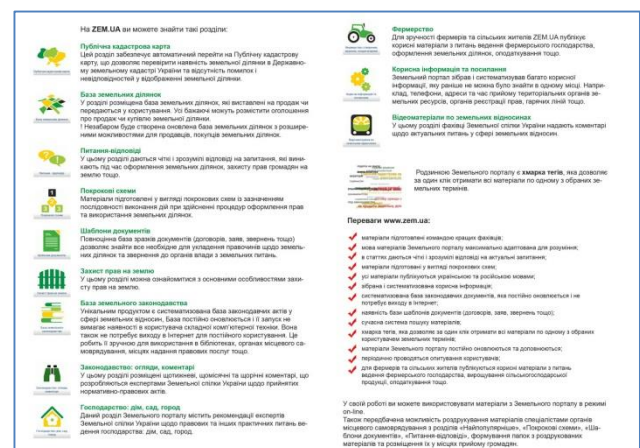 На ZEM.UA ви можете знайти такі розділи:
Публічна кадастрова карта
Цей розділ забезпечує автоматичний перейти на Публічну кадастрову
карту, що дозволяє перевірити наявність земельної ділянки в Державно-
му земельному кадастрі України та відсутність помилок і
невідповідностей у відображенні земельної ділянки.
База земельних ділянок
У розділі розміщена база земельних ділянок, які виставлені на продаж чи
передаються у користування. Усі бажаючі можуть розмістити оголошення
про продаж чи купівлю земельної ділянки.
! Незабаром буде створена оновлена база земельних ділянок з розшире-
ними можливостями для продавців, покупців земельних ділянок.
Питання-відповіді
У цьому розділі даються чіткі і зрозумілі відповіді на запитання, які вини-
кають під час оформлення земельних ділянок, захисту прав громадян на
землю тощо.
Покрокові схеми
Матеріали підготовлені у вигляді покрокових схем із зазначенням
послідовності виконання дій при здійсненні процедур оформлення прав
та використання земельних ділянок.
Шаблони документів
Повноцінна база зразків документів (договорів, заяв, звернень тощо)
дозволяє знайти все необхідне для укладення правочинів щодо земель-
них ділянок та звернення до органів влади з земельних питань.
Захист прав на землю
У цьому розділі можна ознайомитися з основними особливостями захи-
сту прав на землю.
База земельного законодавства
Унікальним продуктом є систематизована база законодавчих актів у
сфері земельних відносин. База постійно оновлюється і її запуск не
вимагає наявності в користувача складної комп'ютерної техніки. Вона
також не потребує виходу в Інтернет для постійного користування. Це
робить її зручною для використання в бібліотеках, органах місцевого са-
моврядування, місцях надання правових послуг тощо.
Законодавство: огляди, коментарі
У цьому розділі розміщені щотижневі, щомісячні та щорічні коментарі, що
розробляються експертами Земельної спілки України щодо прийнятих
нормативно-правових актів.
Господарство: дім, сад, город
Даний розділ Земельного порталу містить рекомендації експертів
Земельної спілки України щодо правових та інших практичних питань ве-
дення господарства: дім, сад, город.
Фермерство
Для зручності фермерів та сільських жителів ZEM.UA публікує
корисні матеріали з питань ведення фермерського господарства,
оформлення земельних ділянок, оподаткування тощо.
Корисна інформація та посилання
Земельний портал зібрав і систематизував багато корисної
інформації, яку раніше не можна було знайти в одному місці. Напри-
клад, телефони, адреси та час прийому територіальних органів зе-
мельних ресурсів, органів реєстрації прав, гарячих ліній тощо.
Відеоматеріали по земельних відносинах
У цьому розділі фахівці Земельної спілки України надають коментарі
щодо актуальних питань у сфері земельних відносин.
Родзинкою Земельного порталу є хмарка тегів, яка дозволяє
за один клік отримати всі матеріали по одному з обраних зе-
мельних термінів.
Переваги www.zem.ua:
матеріали підготовлені командою кращих фахівців;
мова матеріалів Земельного порталу максимально адаптована для розуміння;
в статтях даються чіткі і зрозумілі відповіді на актуальні запитання;
матеріали підготовані у вигляді покрокових схем;
усі матеріали публікуються українською та російською мовами;
зібрана і систематизована корисна інформація;
систематизована база законодавчих документів, яка постійно оновлюється і не
потребує виходу в Інтернет;
наявність бази шаблонів документів (договорів, заяв, звернень тощо);
сучасна система пошуку матеріалів;
хмарка тегів, яка дозволяє за один клік отримати всі матеріали по одному з обраних
користувачем земельних термінів;
матеріали Земельного порталу постійно оновлюються та доповнюються;
періодично проводяться опитування користувачів;
для фермерів та сільських жителів публікуються корисні матеріали з питань
ведення фермерського господарства, вирощування сільськогосподарської
продукції, оподаткування тощо.
У своїй роботі ви можете використовувати матеріали з Земельного порталу в режимі
on-line.
Також передбачена можливість роздрукування матеріалів спеціалістами органів
місцевого самоврядування з розділів «Найпопулярніше», «Покрокові схеми», «Ша-
блони документів», «Питання-відповіді», формування папок з роздрукованих
матеріалів та розміщення їх у місцях прийому громадян.